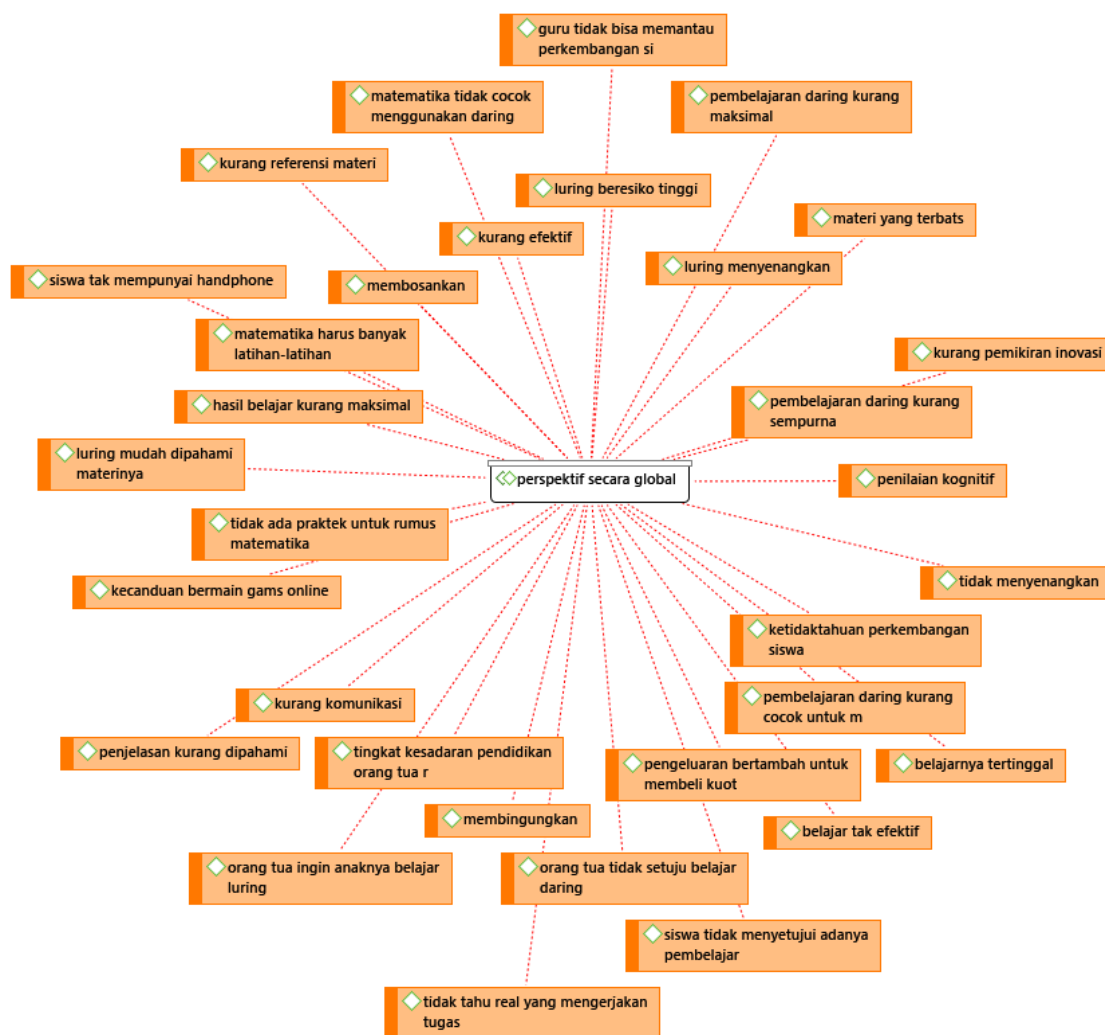 guru tidak bisa memantau
perkembangan si
matematika tidak cocok
menggunakan daring
pembelajaran daring kurang
maksimal
kurang referensi materi
luring beresiko tinggi
materi yang terbats
kurang efektif
luring menyenangkan
siswa tak mempunyai handphone
membosankan
matematika harus banyak
latihan-latihan
kurang pemikiran inovasi
hasil belajar kurang maksimal
pembelajaran daring kurang
sempurna
luring mudah dipahami
materinya
perspektif secara global
penilaian kognitif
tidak ada praktek untuk rumus
matematika
kecanduan bermain gams online
tidak menyenangkan
ketidaktahuan perkembangan
siswa
kurang komunikasi
pembelajaran daring kurang
cocok untuk m
penjelasan kurang dipahami
tingkat kesadaran pendidikan
orang tua r
pengeluaran bertambah untuk
membeli kuot
belajarnya tertinggal
membingungkan
belajar tak efektif
orang tua ingin anaknya belajar
luring
orang tua tidak setuju belajar
daring
siswa tidak menyetujui adanya
pembelajar
tidak tahu real yang mengerjakan
tugas